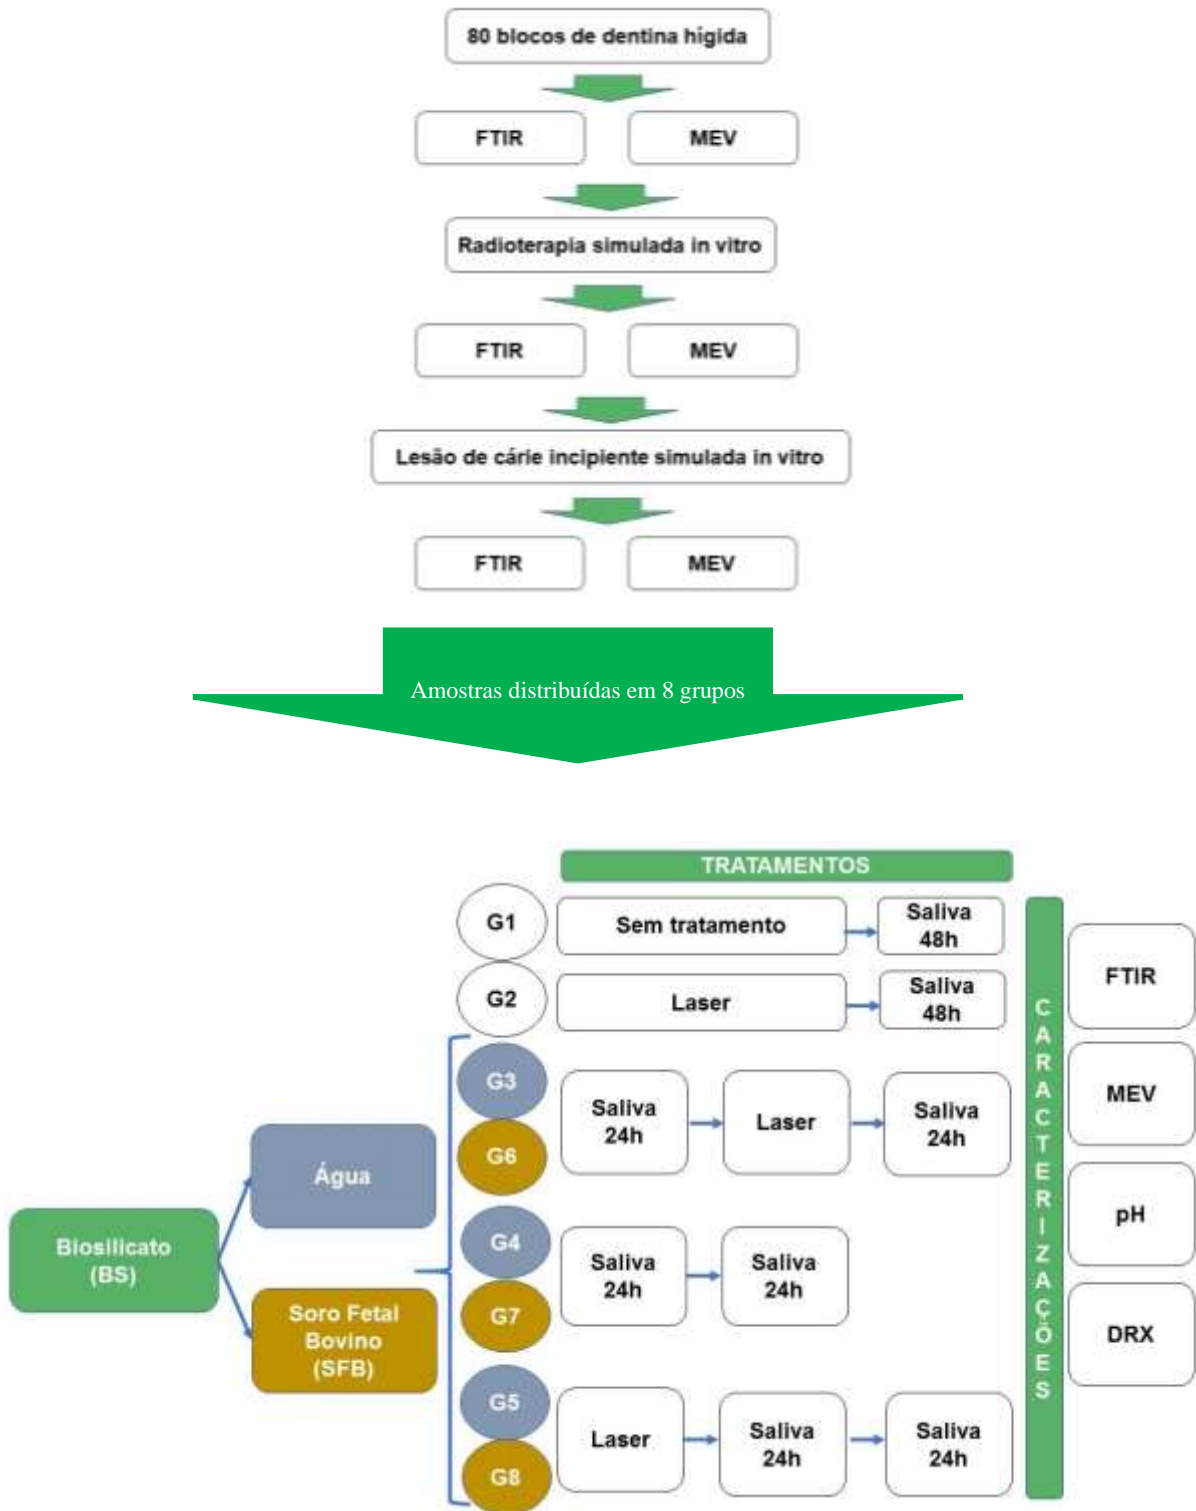 80 blocos de dentina hígida
FTIR
MEV
Radioterapia simulada in vitro
FTIR
MEV
Lesão de cárie incipiente simulada in vitro
FTIR
MEV
Amostras distribuídas em 8 grupos
TRATAMENTOS
G1
Sem tratamento
Saliva
48h
G2
Laser
Saliva
48h
Biosilicato
(BS)
Água
Soro Fetal
Bovino
(SFB)
G3
G6
Saliva
24h
Laser
Saliva
24h
G4
G7
Saliva
24h
Saliva
24h
G5
G8
Laser
Saliva
24h
Saliva
24h
CARACTERIZAÇÕES
FTIR
MEV
pH
DRX